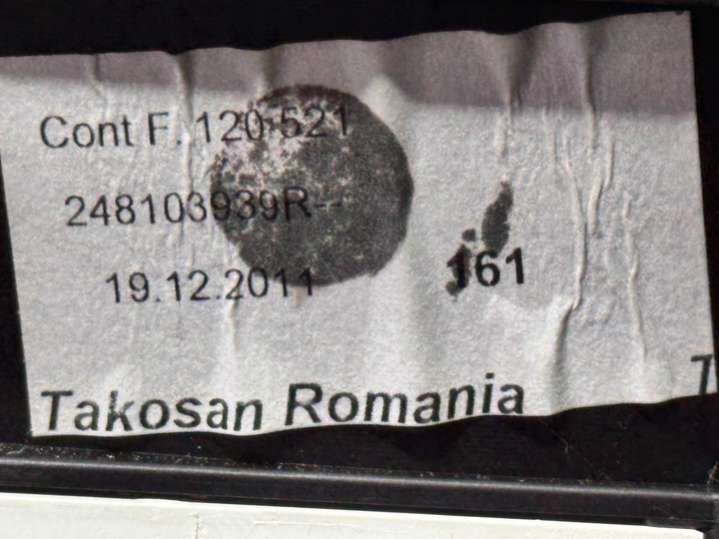 Cont F. 120-521
248103939R--
19.12.2011
161
Takosan Romania
T